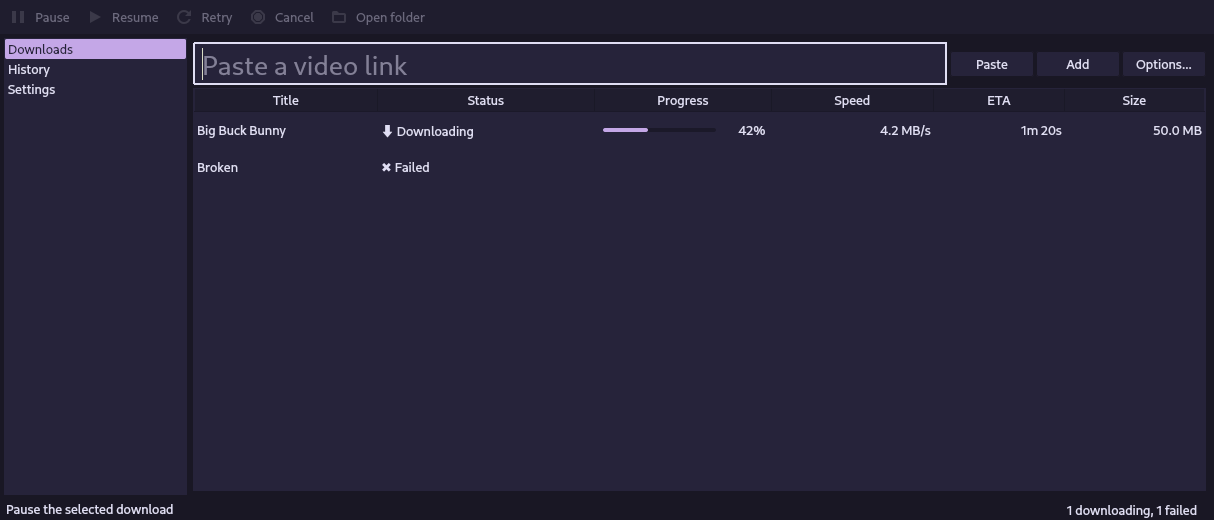 Pause Resume Retry Cancel Open folder
Downloads
History
Settings
Paste a video link
Paste Add Options...
Title Status Progress Speed ETA Size
Big Buck Bunny Downloading 42% 4.2 MB/s 1m 20s 50.0 MB
Broken Failed
Pause the selected download
1 downloading, 1 failed